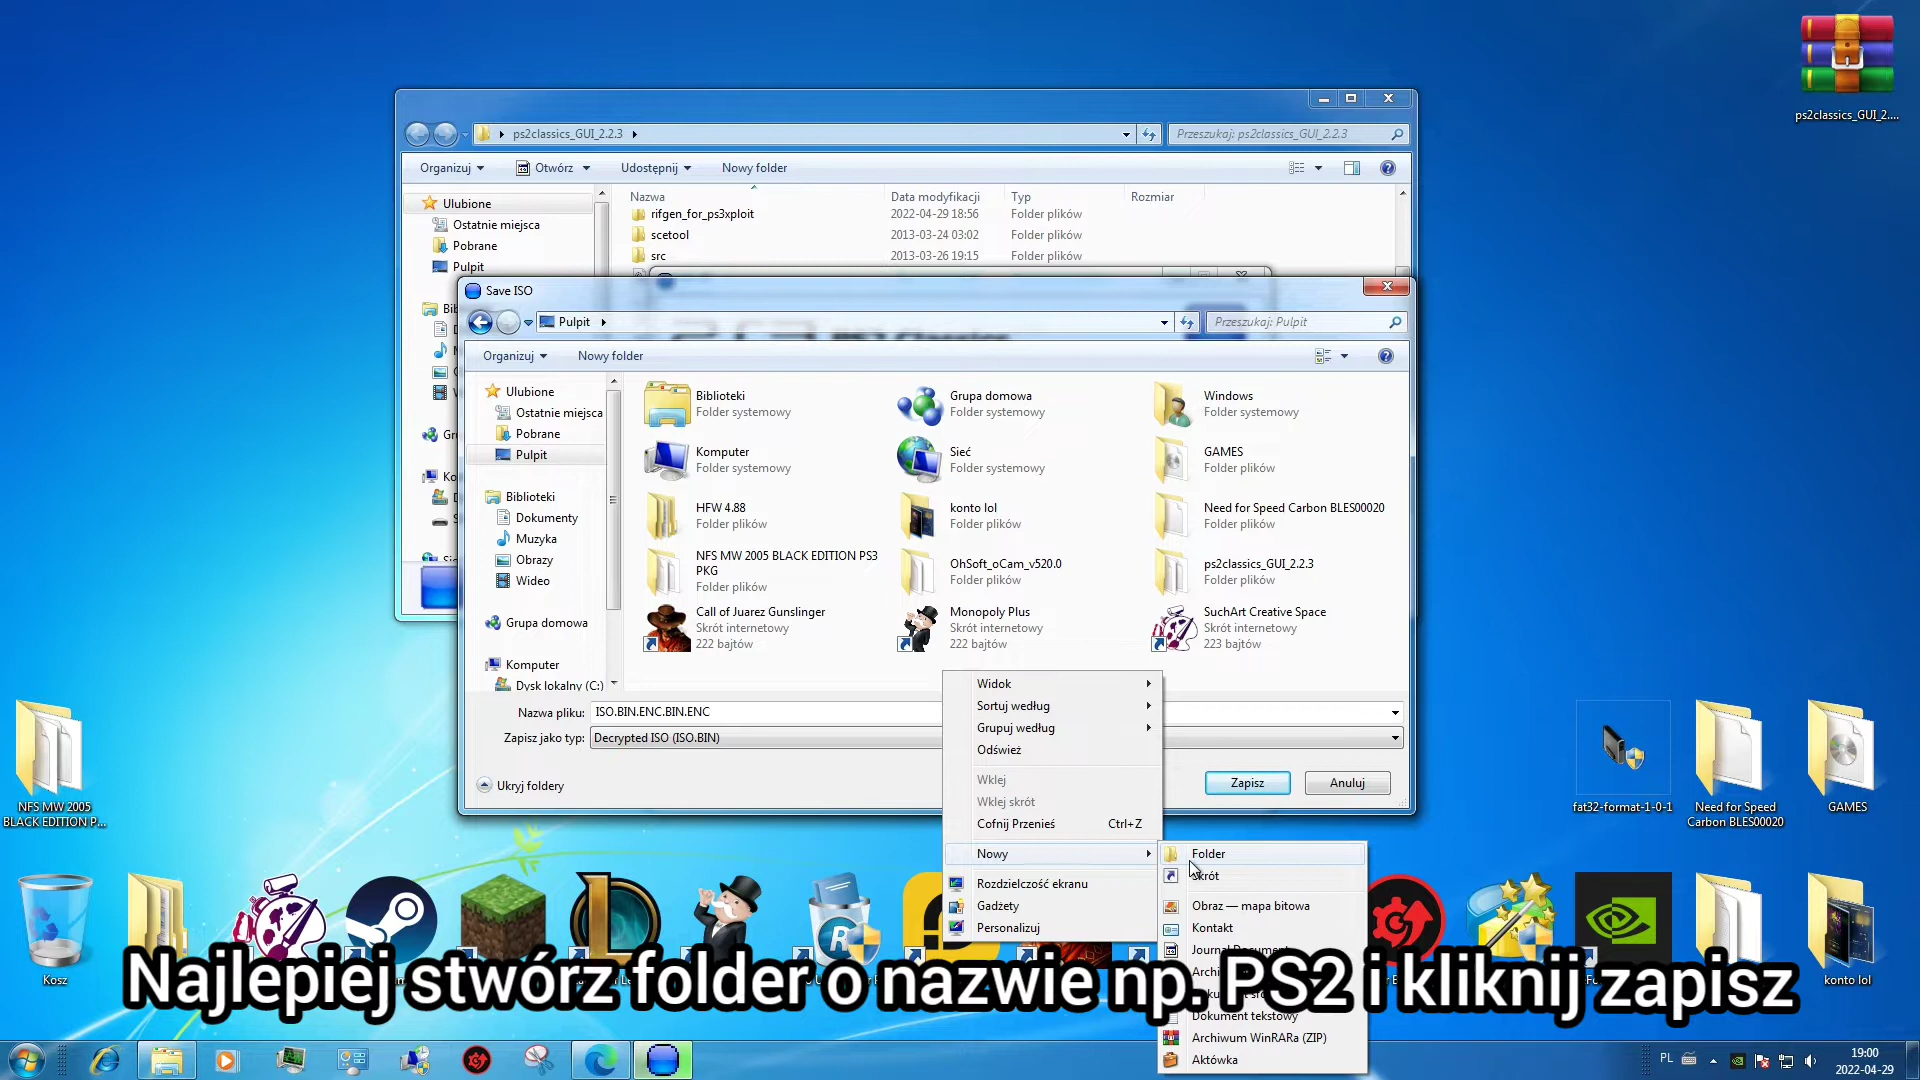 ps2classics_GUI_2....
ps2classics_GUI_2.2.3
Przeszukaj: ps2classics_GUI_2.2.3
Organizuj
Otwórz
Udostępnij
Nowy folder
Nazwa
Data modyfikacji
Typ
Rozmiar
Ulubione
Ostatnie miejsca
Pobrane
Pulpit
rifgen_for_ps3xploit
2022-04-29 18:56
Folder plików
scetool
2013-03-24 03:02
Folder plików
src
2013-03-26 19:15
Folder plików
Save ISO
Pulpit
Przeszukaj: Pulpit
Organizuj
Nowy folder
Ulubione
Ostatnie miejsca
Pobrane
Pulpit
Biblioteki
Dokumenty
Muzyka
Obrazy
Wideo
Grupa domowa
Komputer
Dysk lokalny (C:)
Biblioteki
Folder systemowy
Grupa domowa
Folder systemowy
Windows
Folder systemowy
Komputer
Folder systemowy
Sieć
Folder systemowy
GAMES
Folder plików
HFW 4.88
Folder plików
konto lol
Folder plików
Need for Speed Carbon BLES00020
Folder plików
NFS MW 2005 BLACK EDITION PS3
PKG
Folder plików
OhSoft_oCam_v520.0
Folder plików
ps2classics_GUI_2.2.3
Folder plików
Call of Juarez Gunslinger
Skrót internetowy
222 bajtów
Monopoly Plus
Skrót internetowy
222 bajtów
SuchArt Creative Space
Skrót internetowy
223 bajtów
Nazwa pliku:
ISO.BIN.ENC.BIN.ENC
Zapisz jako typ:
Decrypted ISO (ISO.BIN)
Ukryj foldery
Zapisz
Anuluj
Widok
Sortuj według
Grupuj według
Odśwież
Wklej
Wklej skrót
Cofnij Przenieś
Ctrl+Z
Nowy
Rozdzielczość ekranu
Gadżety
Personalizuj
Folder
Skrót
Obraz — mapa bitowa
Kontakt
Dokument tekstowy
Archiwum WinRARa (ZIP)
Aktówka
NFS MW 2005
BLACK EDITION P...
fat32-format-1-0-1
Need for Speed
Carbon BLES00020
GAMES
Kosz
konto lol
Najlepiej stwórz folder o nazwie np. PS2 i kliknij zapisz
PL
19:00
2022-04-29